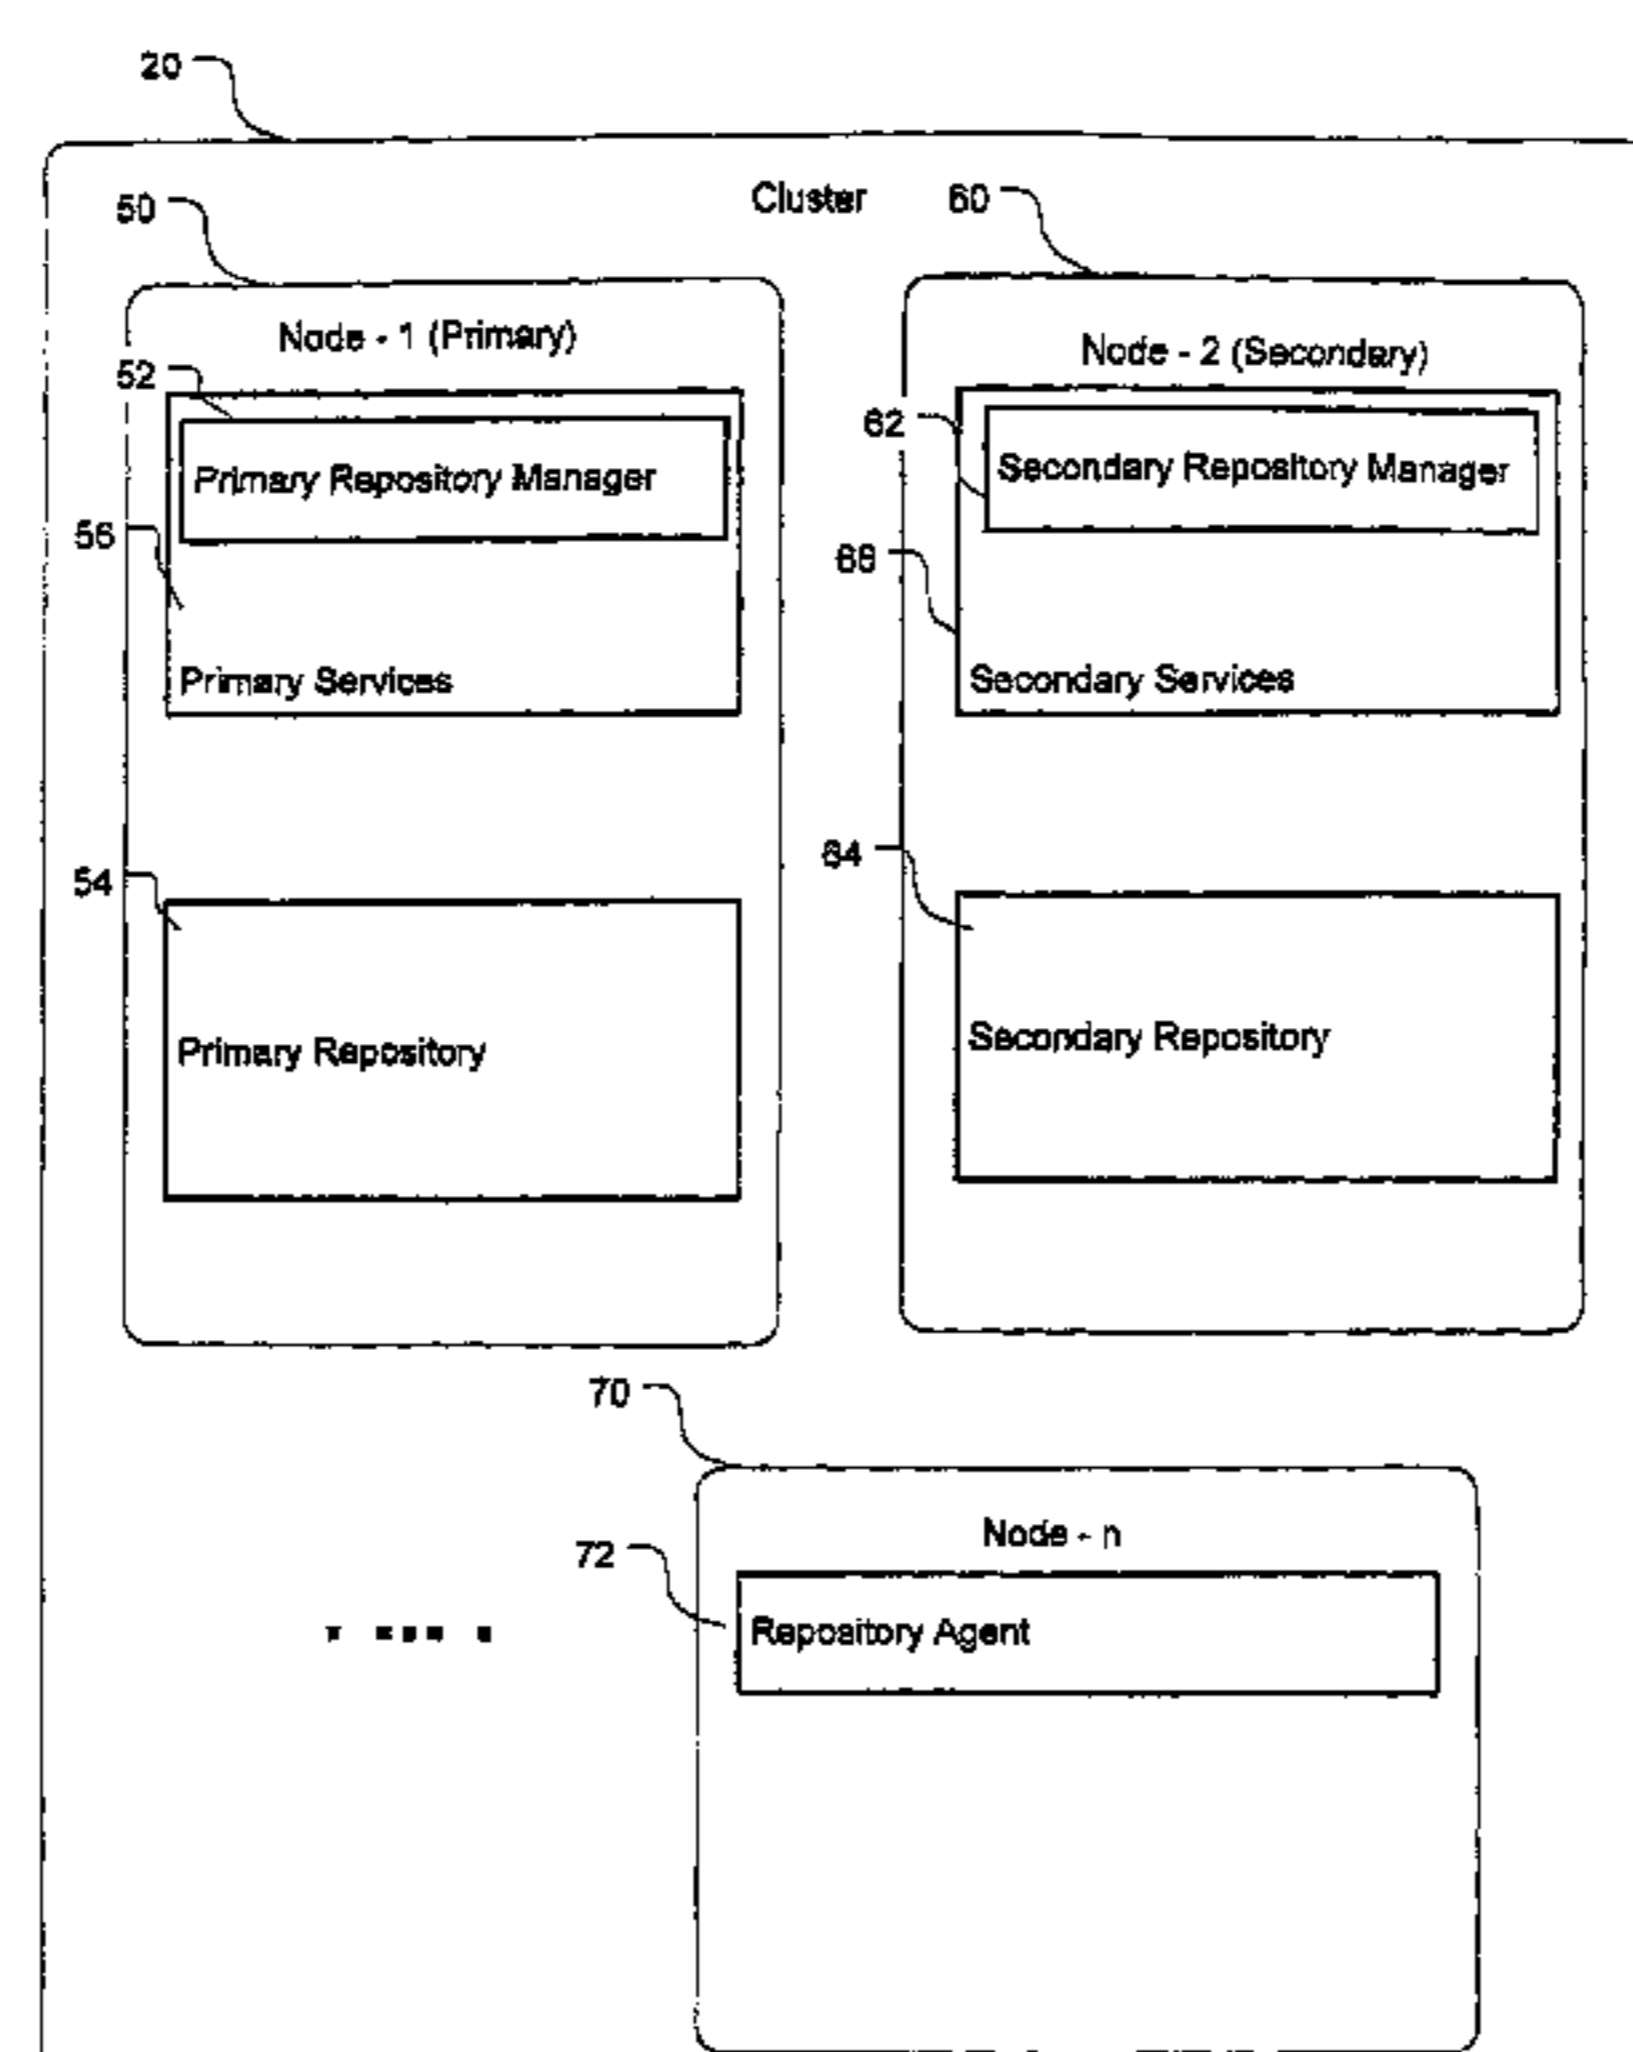 20
Cluster
50
60
Node - 1 (Primary)
Node - 2 (Secondary)
52
62
Primary Repository Manager
Secondary Repository Manager
56
66
Primary Services
Secondary Services
54
64
Primary Repository
Secondary Repository
70
Node - n
72
Repository Agent